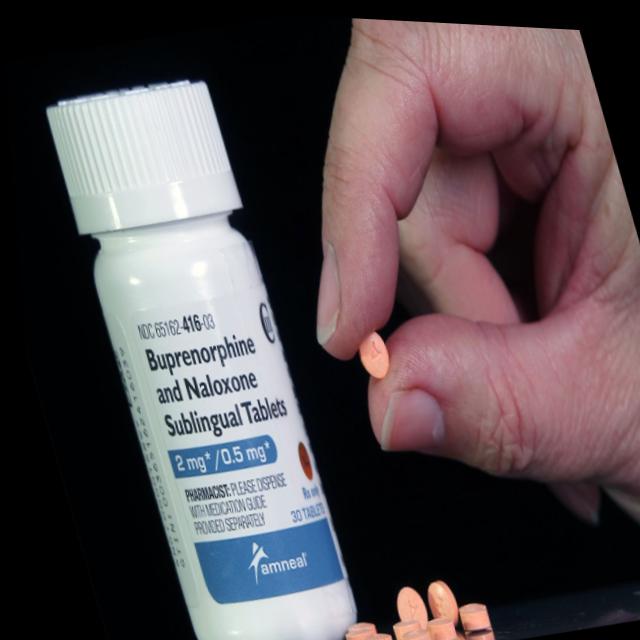 NDC 65162-416-03
Buprenorphine
and Naloxone
Sublingual Tablets
2 mg* / 0.5 mg*
PHARMACIST: PLEASE DISPENSE
WITH MEDICATION GUIDE
PROVIDED SEPARATELY
Rx only
30 TABLETS
amneal